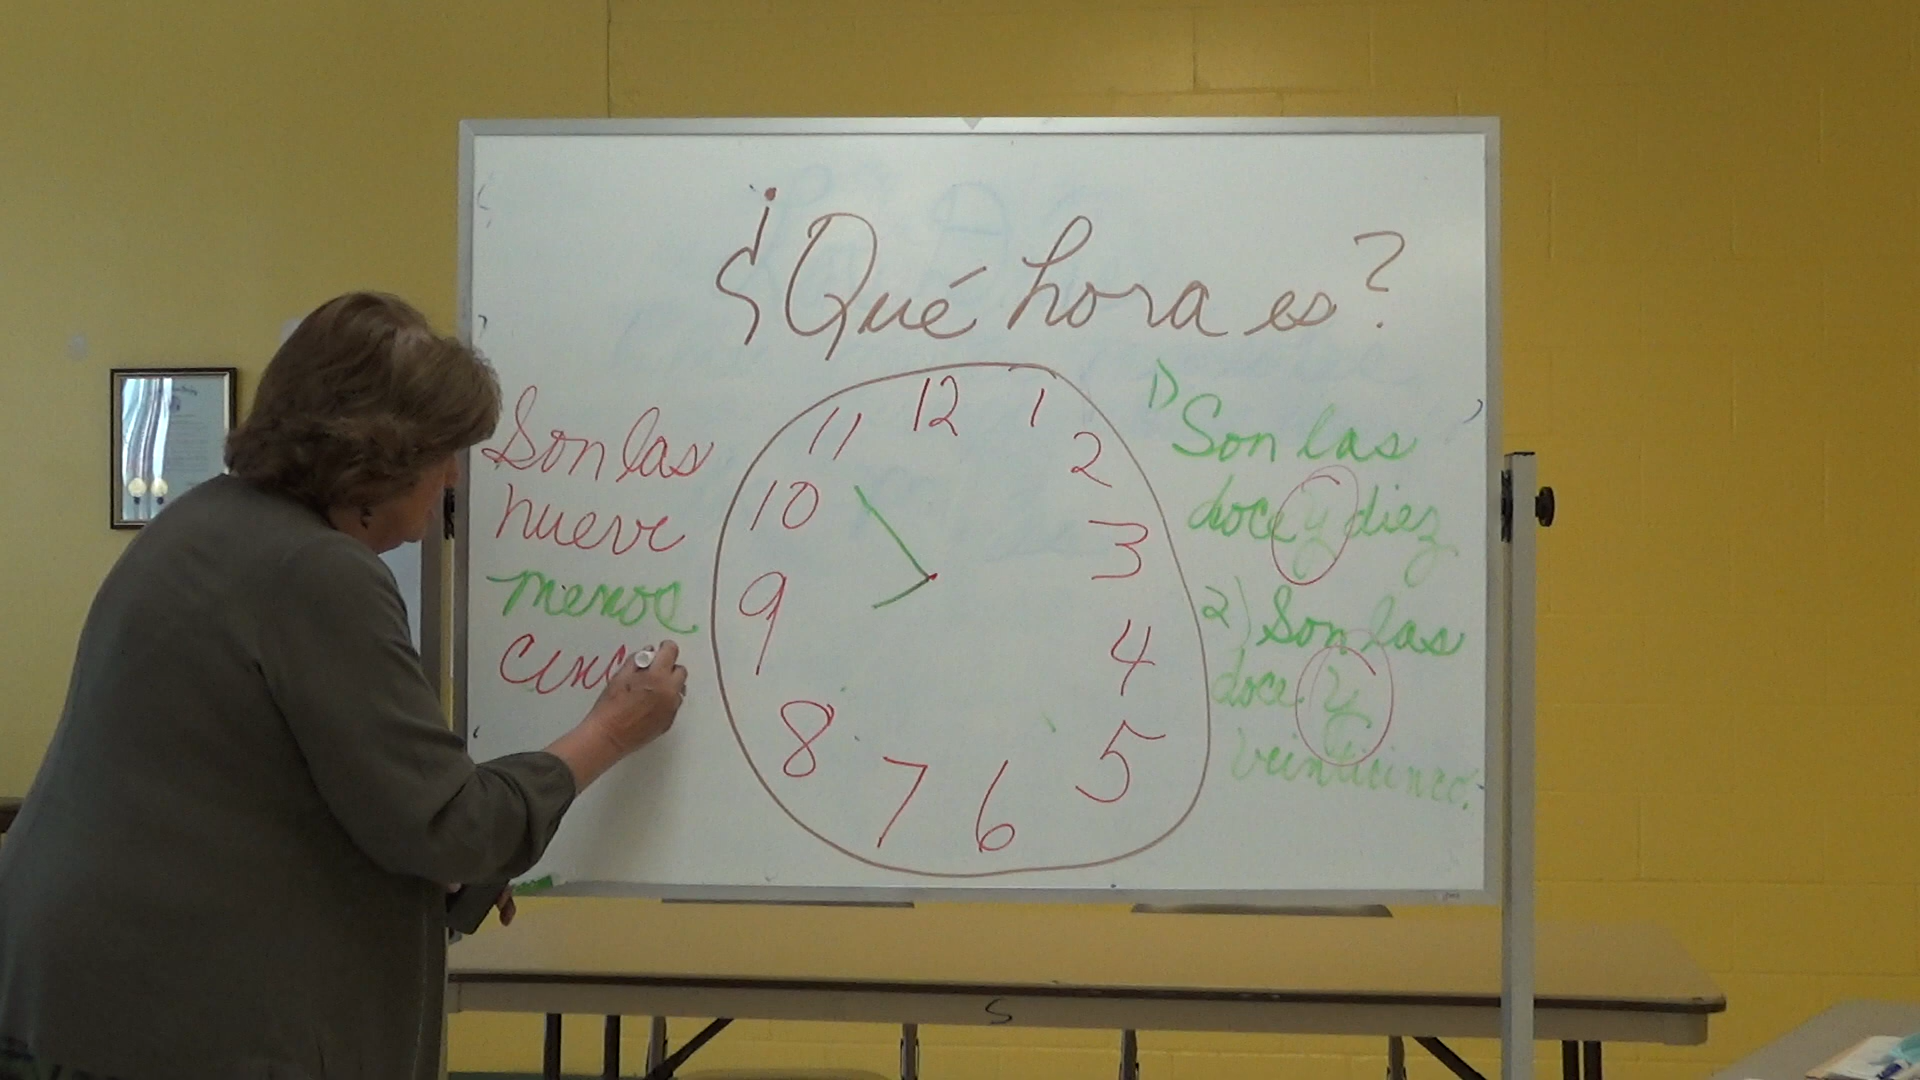 ¿Qué hora es?
Son las
nueve
menos
cinc
12
1
2
3
4
5
6
7
8
9
10
11
1) Son las
doce y diez
2) Son las
doce y
veinticinco.